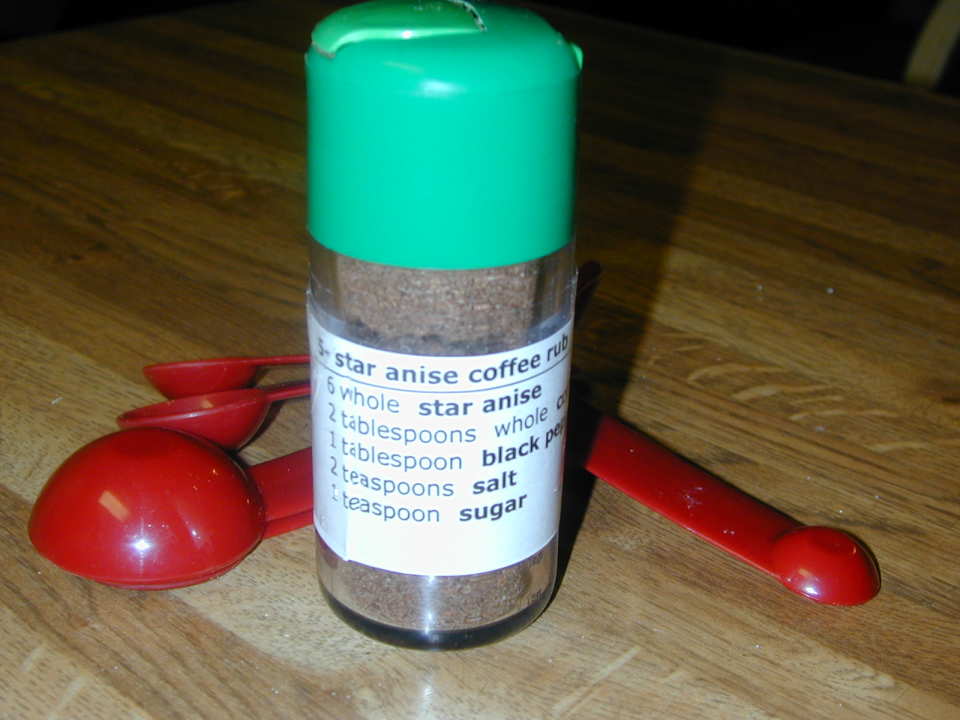 5- star anise coffee rub
6 whole star anise
2 tablespoons whole
1 tablespoon black
2 teaspoons salt
1 teaspoon sugar